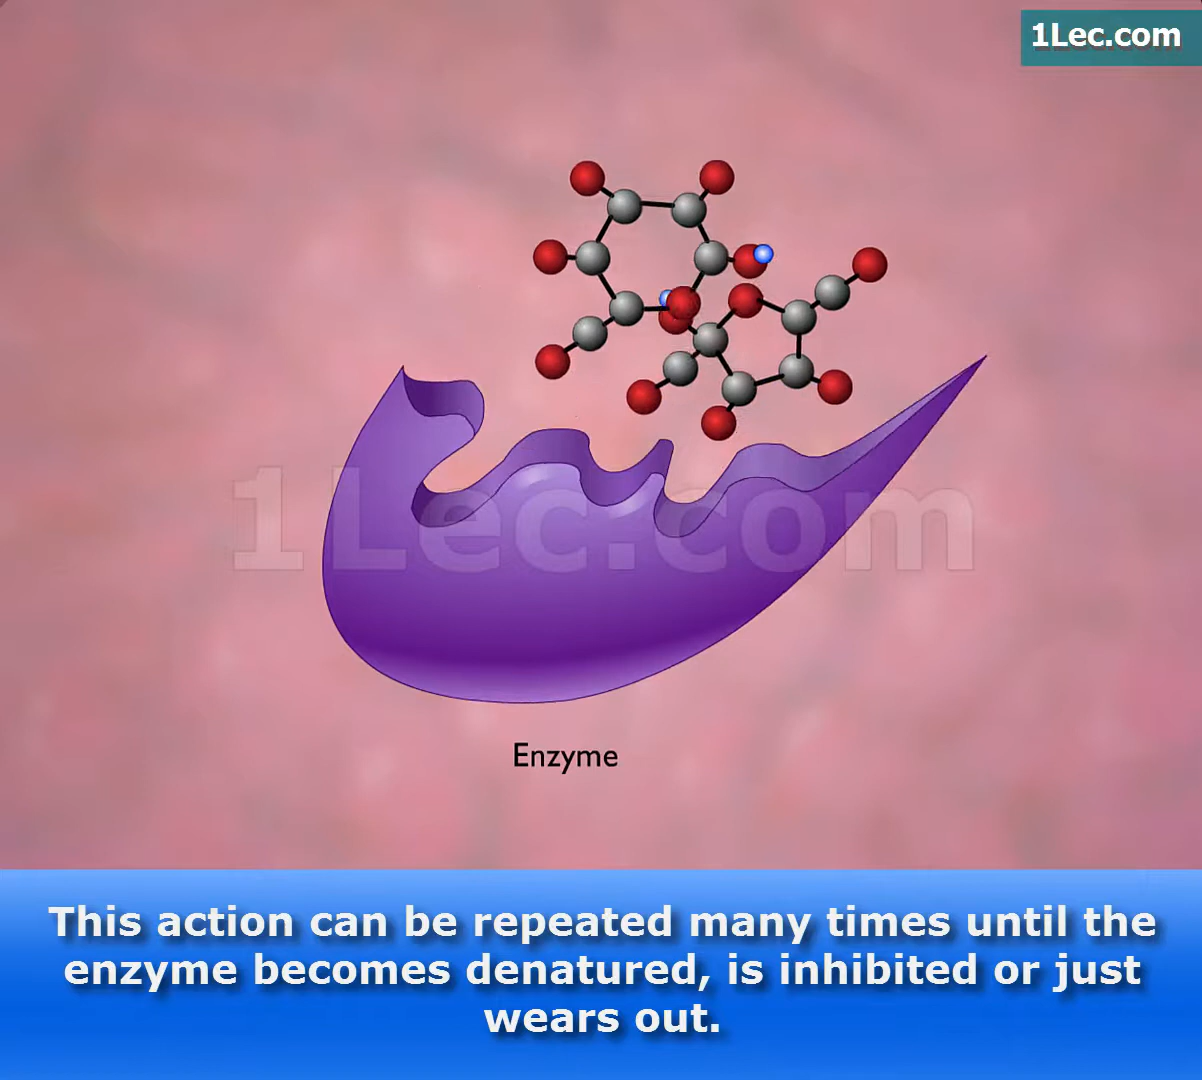 1Lec.com
1Lec.com
Enzyme
This action can be repeated many times until the
enzyme becomes denatured, is inhibited or just
wears out.